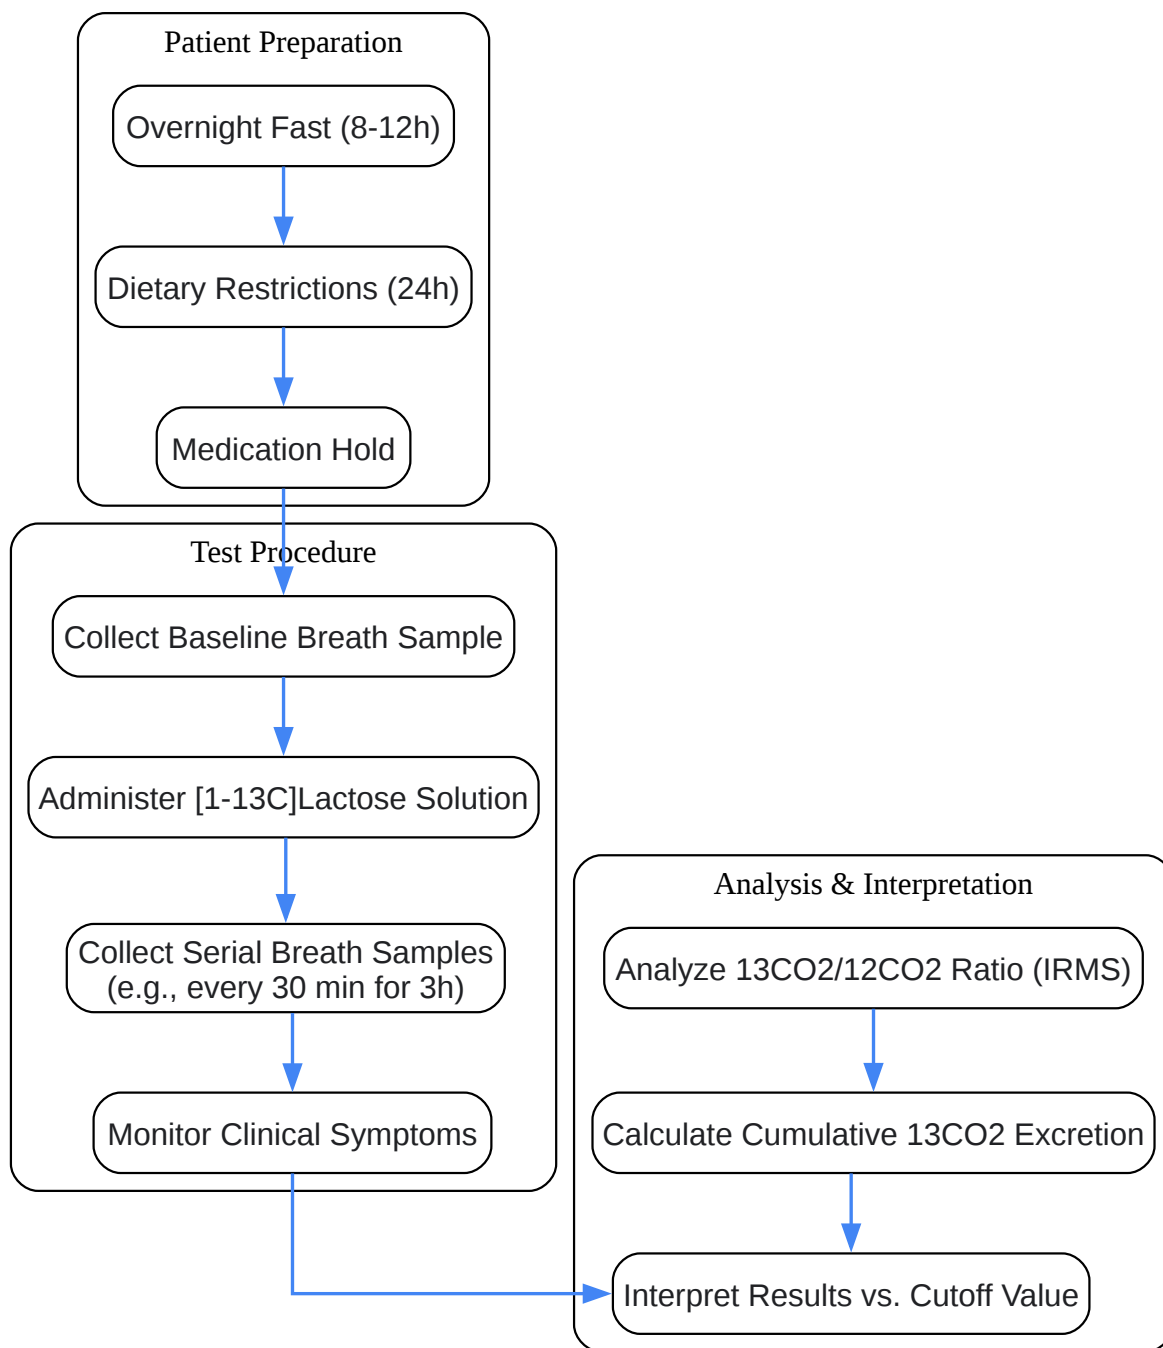 Patient Preparation
Overnight Fast (8-12h)
Dietary Restrictions (24h)
Medication Hold
Test Procedure
Collect Baseline Breath Sample
Administer [1-13C]Lactose Solution
Collect Serial Breath Samples
(e.g., every 30 min for 3h)
Monitor Clinical Symptoms
Analysis & Interpretation
Analyze 13CO2/12CO2 Ratio (IRMS)
Calculate Cumulative 13CO2 Excretion
Interpret Results vs. Cutoff Value